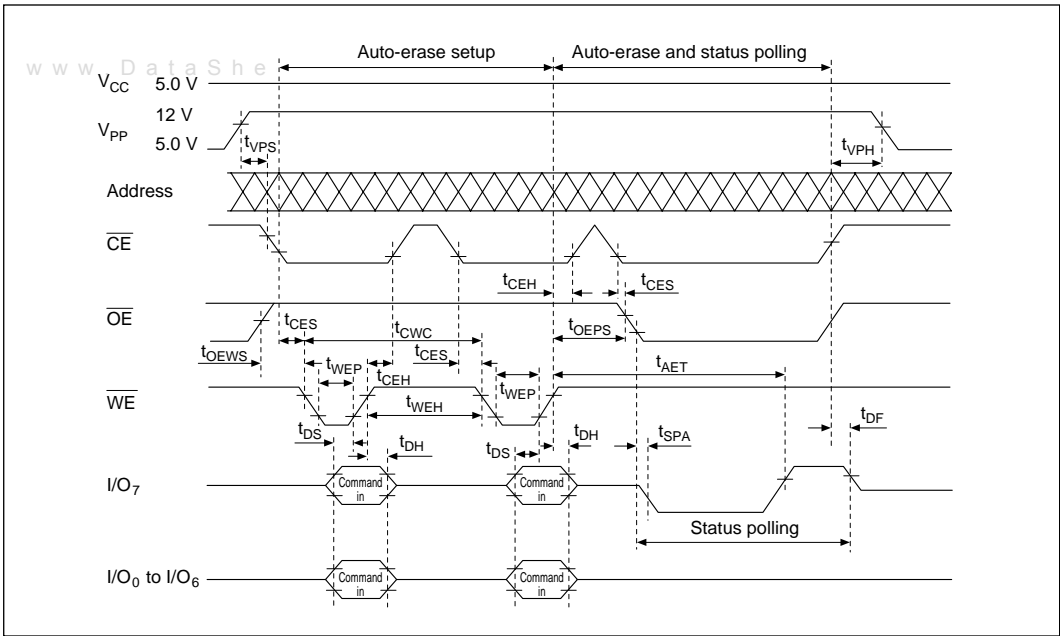 Auto-erase setup
Auto-erase and status polling
www.DataShe
VCC 5.0 V
12 V
VPP
5.0 V
tVPS
tVPH
Address
CE
tCEH
tCES
OE
tCES
tCWC
tOEPS
tOEWS
tWEP
tCES
tCEH
tWEP
tAET
WE
tWEH
tDS
tDH
tDS
tDH
tSPA
tDF
I/O7
Command
in
Command
in
Status polling
I/O0 to I/O6
Command
in
Command
in